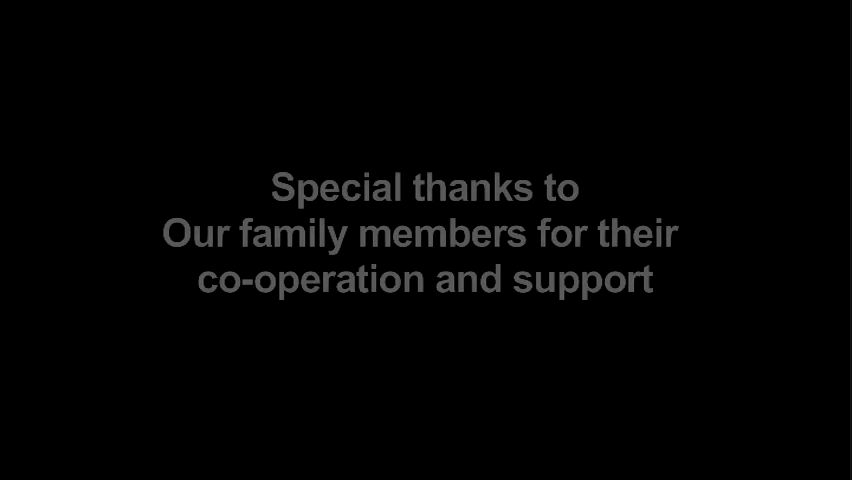 Special thanks to
Our family members for their
co-operation and support